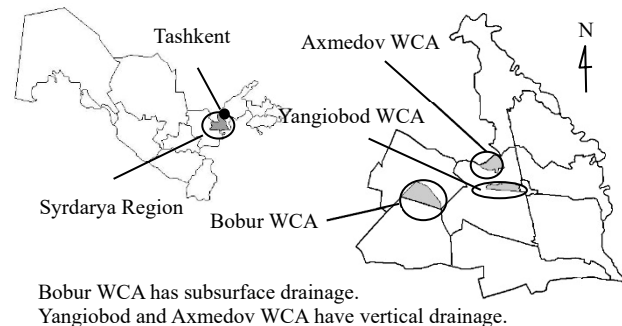 Tashkent
Axmedov WCA
N
Yangiobod WCA
Syrdarya Region
Bobur WCA
Bobur WCA has subsurface drainage.
Yangiobod and Axmedov WCA have vertical drainage.